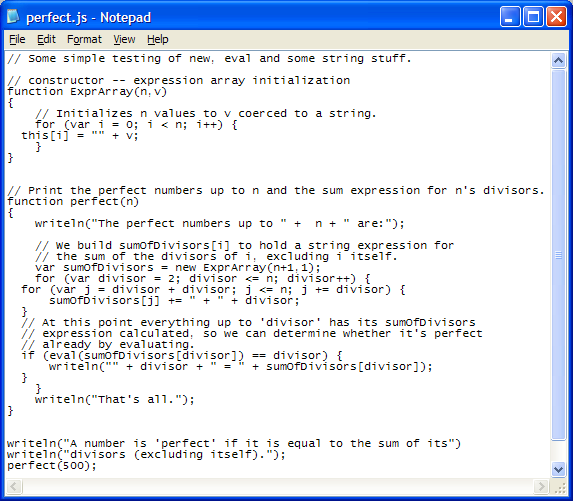 perfect.js - Notepad
File Edit Format View Help
// Some simple testing of new, eval and some string stuff.

// constructor -- expression array initialization
function ExprArray(n,v)
{
    // Initializes n values to v coerced to a string.
    for (var i = 0; i < n; i++) {
  this[i] = "" + v;
    }
}


// Print the perfect numbers up to n and the sum expression for n's divisors.
function perfect(n)
{
    writeln("The perfect numbers up to " +  n + " are:");

    // We build sumOfDivisors[i] to hold a string expression for
    // the sum of the divisors of i, excluding i itself.
    var sumOfDivisors = new ExprArray(n+1,1);
    for (var divisor = 2; divisor <= n; divisor++) {
  for (var j = divisor + divisor; j <= n; j += divisor) {
      sumOfDivisors[j] += " + " + divisor;
  }
  // At this point everything up to 'divisor' has its sumOfDivisors
  // expression calculated, so we can determine whether it's perfect
  // already by evaluating.
  if (eval(sumOfDivisors[divisor]) == divisor) {
      writeln("" + divisor + " = " + sumOfDivisors[divisor]);
  }
    }
    writeln("That's all.");
}


writeln("A number is 'perfect' if it is equal to the sum of its")
writeln("divisors (excluding itself).");
perfect(500);